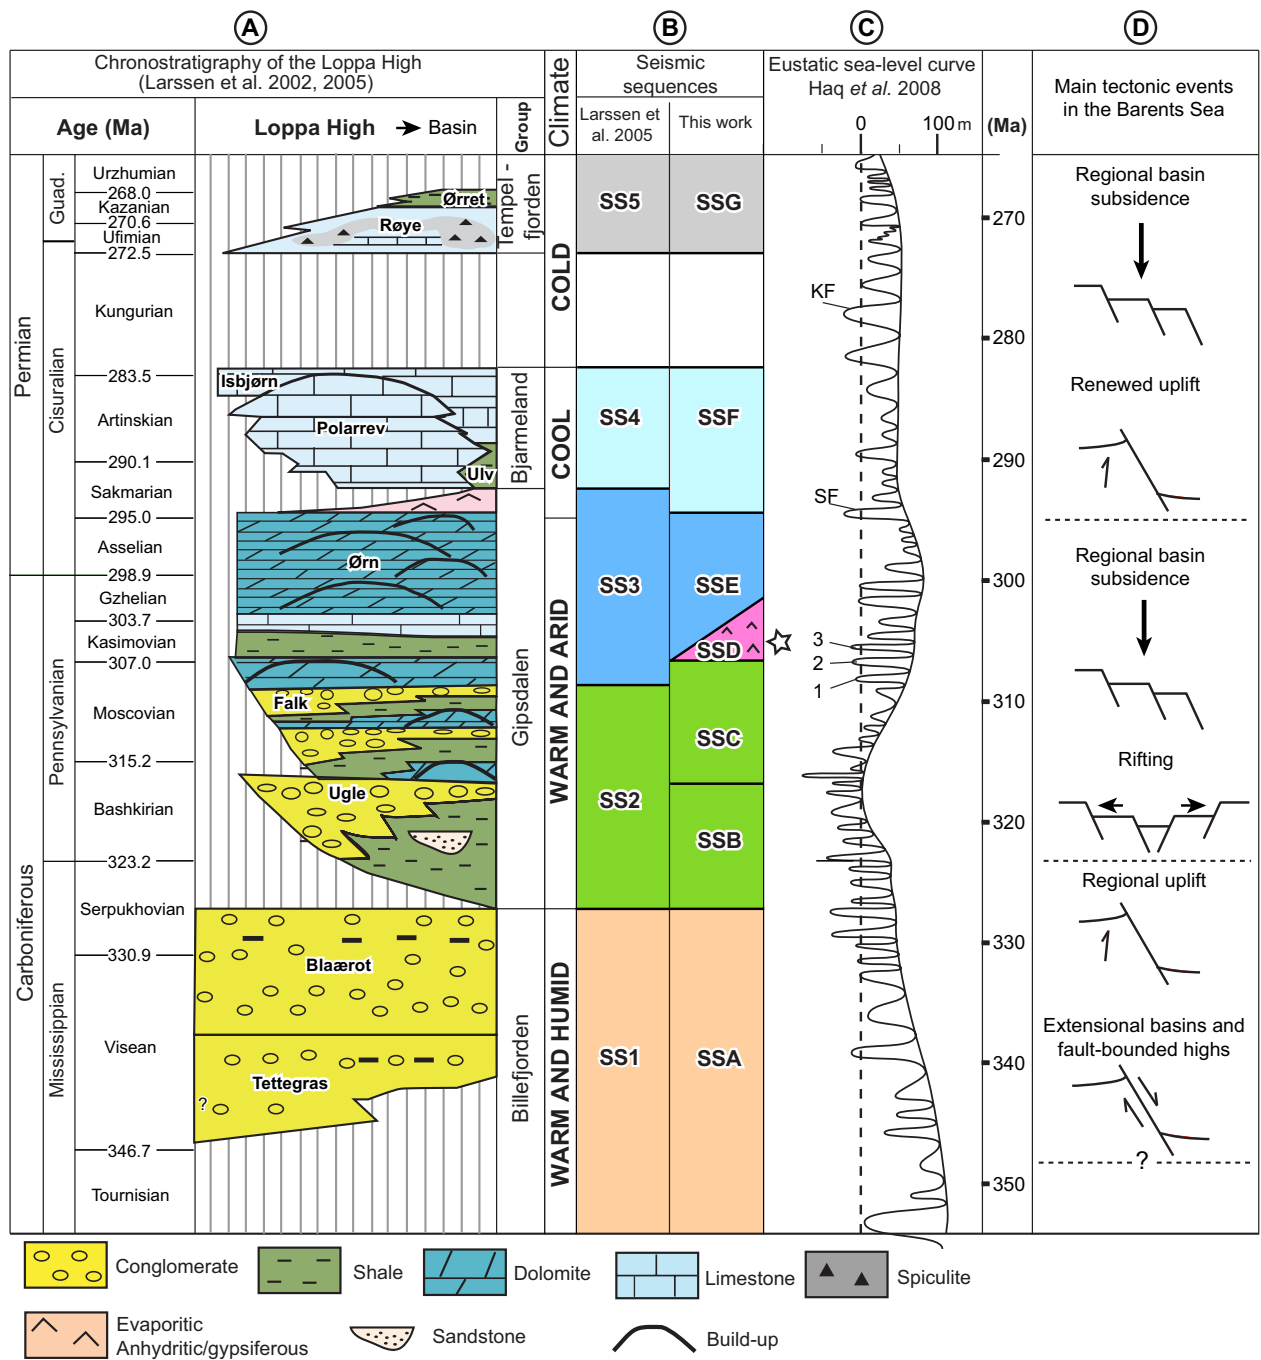 A
B
C
D
Chronostratigraphy of the Loppa High
(Larssen et al. 2002, 2005)
Climate
Seismic
sequences
Eustatic sea-level curve
Haq et al. 2008
Main tectonic events
in the Barents Sea
Age (Ma)
Loppa High
Basin
Group
Larssen et
al. 2005
This work
0
100 m
(Ma)
Permian
Carboniferous
Guad.
Cisuralian
Pennsylvanian
Mississippian
Urzhumian
268.0
Kazanian
270.6
Ufimian
272.5
Kungurian
283.5
Artinskian
290.1
Sakmarian
295.0
Asselian
298.9
Gzhelian
303.7
Kasimovian
307.0
Moscovian
315.2
Bashkirian
323.2
Serpukhovian
330.9
Visean
346.7
Tournisian
Ørret
Røye
Isbjørn
Polarrev
Ulv
Ørn
Falk
Ugle
Blaærot
Tettegras
?
Tempel-
fjorden
Bjarmeland
Gipsdalen
Billefjorden
COLD
COOL
WARM AND ARID
WARM AND HUMID
SS5
SSG
SS4
SSF
SS3
SSE
SSD
SSC
SS2
SSB
SS1
SSA
KF
SF
3
2
1
270
280
290
300
310
320
330
340
350
Regional basin
subsidence
Renewed uplift
Regional basin
subsidence
Rifting
Regional uplift
Extensional basins and
fault-bounded highs
?
Conglomerate
Shale
Dolomite
Limestone
Spiculite
Evaporitic
Anhydritic/gypsiferous
Sandstone
Build-up